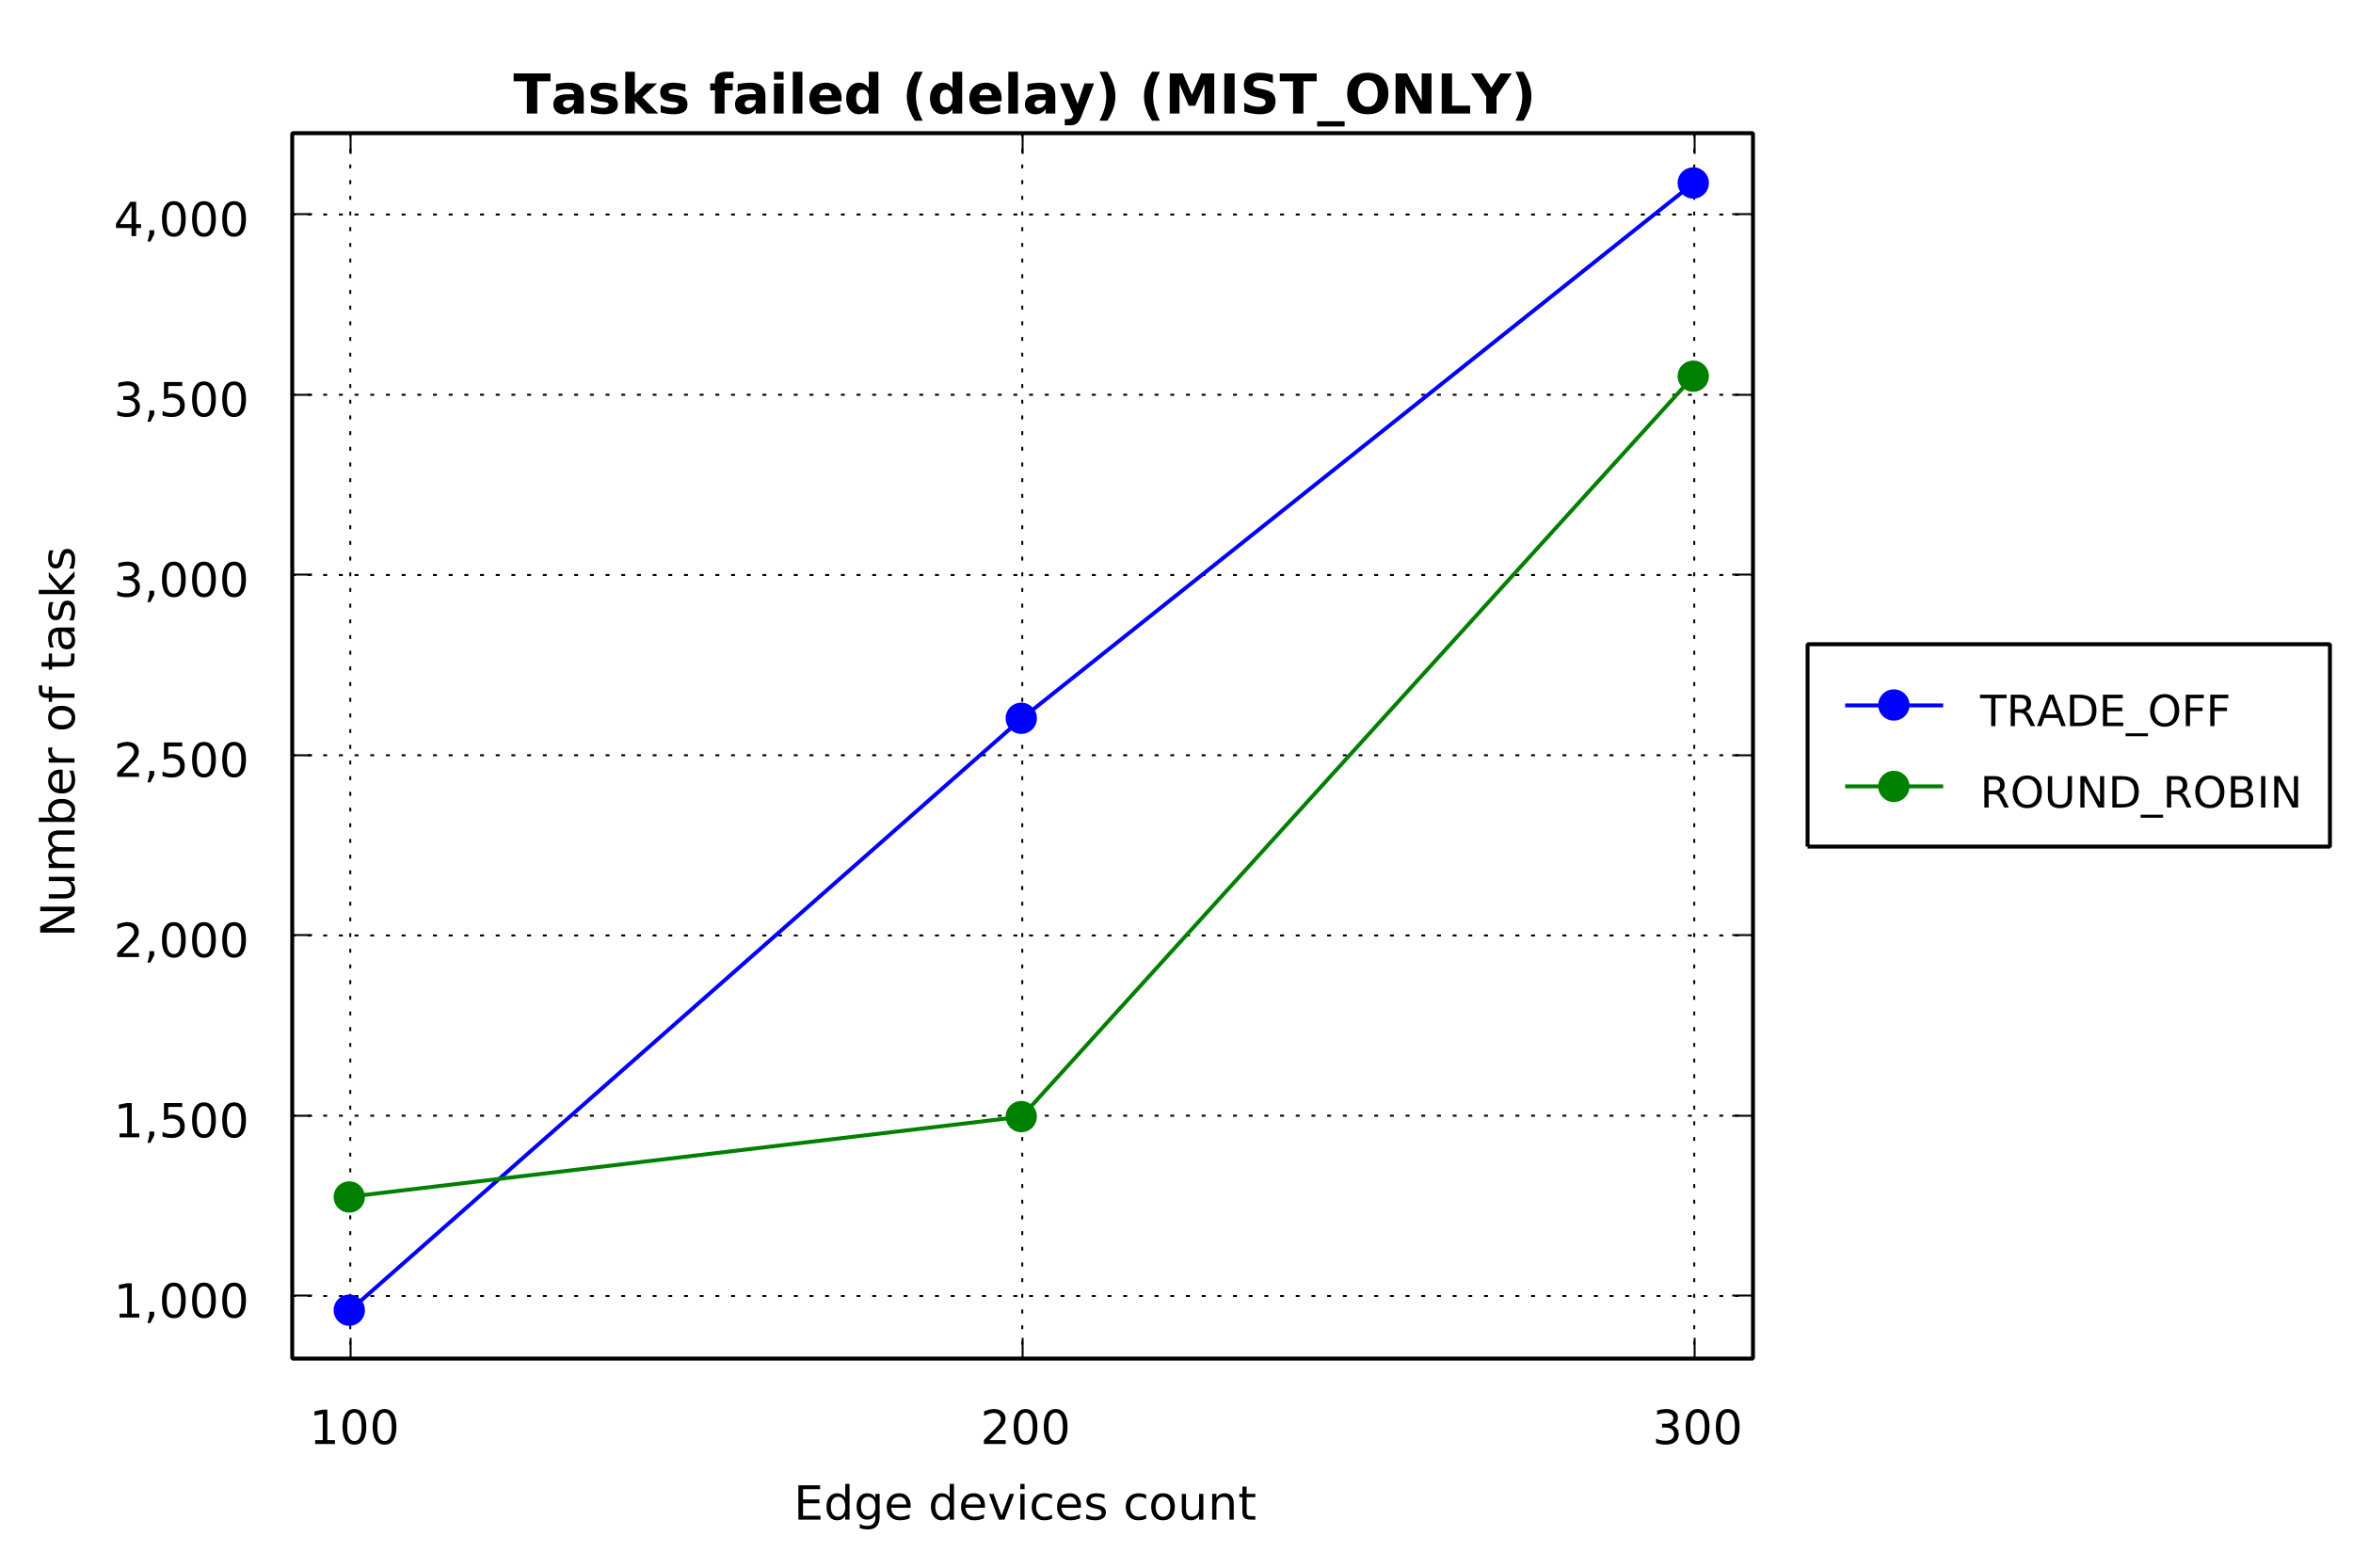 Tasks failed (delay) (MIST_ONLY)
4,000
3,500
3,000
2,500
2,000
1,500
1,000
Number of tasks
100
200
300
Edge devices count
TRADE_OFF
ROUND_ROBIN